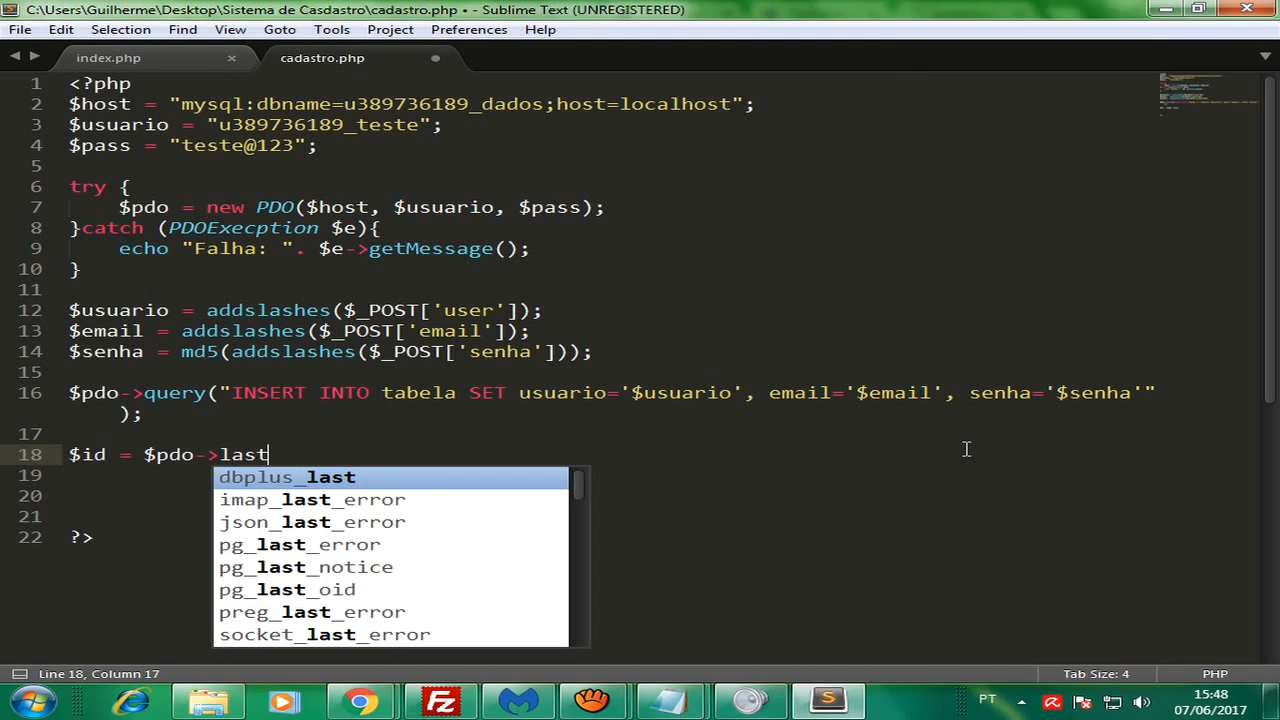 C:\Users\Guilherme\Desktop\Sistema de Casdastro\cadastro.php • - Sublime Text (UNREGISTERED)
File Edit Selection Find View Goto Tools Project Preferences Help
index.php × cadastro.php
1 <?php
2 $host = "mysql:dbname=u389736189_dados;host=localhost";
3 $usuario = "u389736189_teste";
4 $pass = "teste@123";
5
6 try {
7 $pdo = new PDO($host, $usuario, $pass);
8 }catch (PDOExecption $e){
9 echo "Falha: ". $e->getMessage();
10 }
11
12 $usuario = addslashes($_POST['user']);
13 $email = addslashes($_POST['email']);
14 $senha = md5(addslashes($_POST['senha']));
15
16 $pdo->query("INSERT INTO tabela SET usuario='$usuario', email='$email', senha='$senha'"
);
17
18 $id = $pdo->last
19 dbplus_last
imap_last_error
20 json_last_error
21 pg_last_error
22 ?> pg_last_notice
pg_last_oid
preg_last_error
socket_last_error
Line 18, Column 17 Tab Size: 4 PHP
PT 15:48
07/06/2017